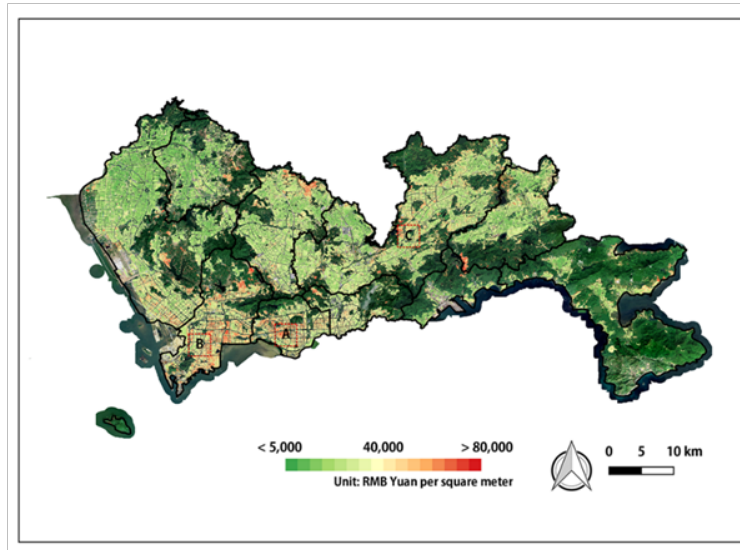 C
A
B
< 5,000 40,000 > 80,000
Unit: RMB Yuan per square meter
0 5 10 km